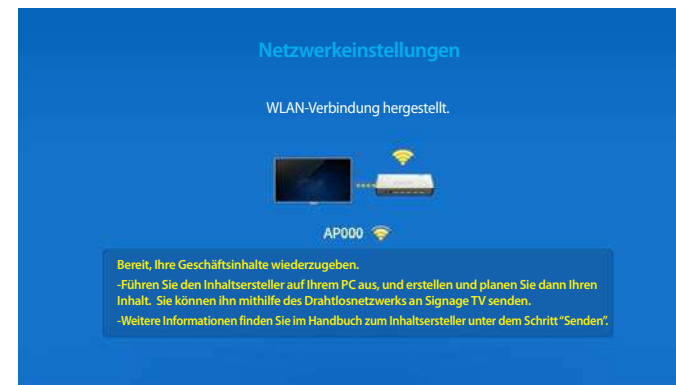 Netzwerkeinstellungen
WLAN-Verbindung hergestellt.
AP000
Bereit, Ihre Geschäftsinhalte wiederzugeben.
-Führen Sie den Inhaltsersteller auf Ihrem PC aus, und erstellen und planen Sie dann Ihren
Inhalt. Sie können ihn mithilfe des Drahtlosnetzwerks an Signage TV senden.
-Weitere Informationen finden Sie im Handbuch zum Inhaltsersteller unter dem Schritt “Senden”.